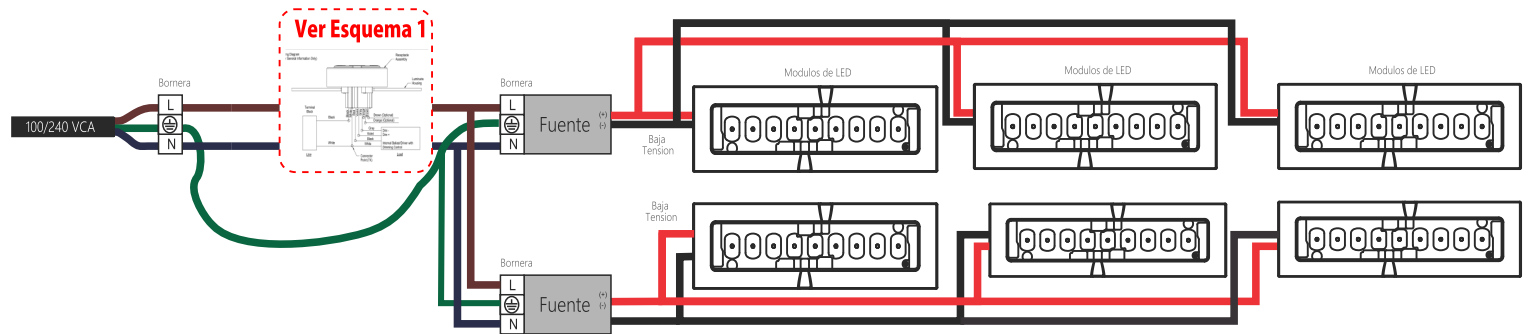 Ver Esquema 1
Bornera
L
N
100/240 VCA
Bornera
L
N
Fuente
(+)
(-)
Baja
Tension
Modulos de LED
Modulos de LED
Modulos de LED
Baja
Tension
Bornera
L
N
Fuente
(+)
(-)